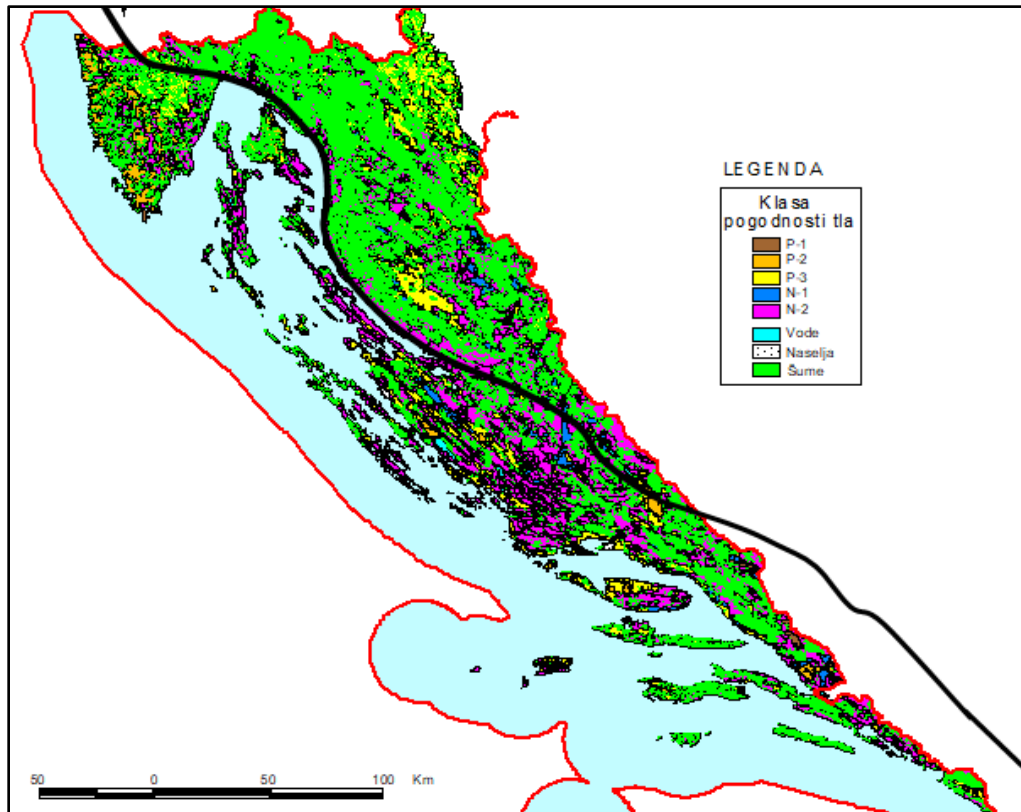 LEGENDA
Klasa
pogodnosti tla
P-1
P-2
P-3
N-1
N-2
Vode
Naselja
Šume
50 0 50 100 Km